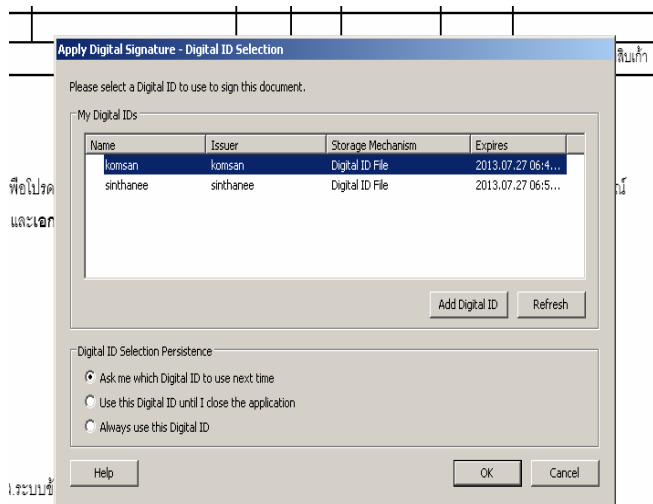 สิบเก้า
Apply Digital Signature - Digital ID Selection
Please select a Digital ID to use to sign this document.
My Digital IDs
Name Issuer Storage Mechanism Expires
komsan komsan Digital ID File 2013.07.27 06:4...
sinthanee sinthanee Digital ID File 2013.07.27 06:5...
พื่อโปรด
และเอก
Add Digital ID Refresh
Digital ID Selection Persistence
Ask me which Digital ID to use next time
Use this Digital ID until I close the application
Always use this Digital ID
Help OK Cancel
ว.ระบบข้